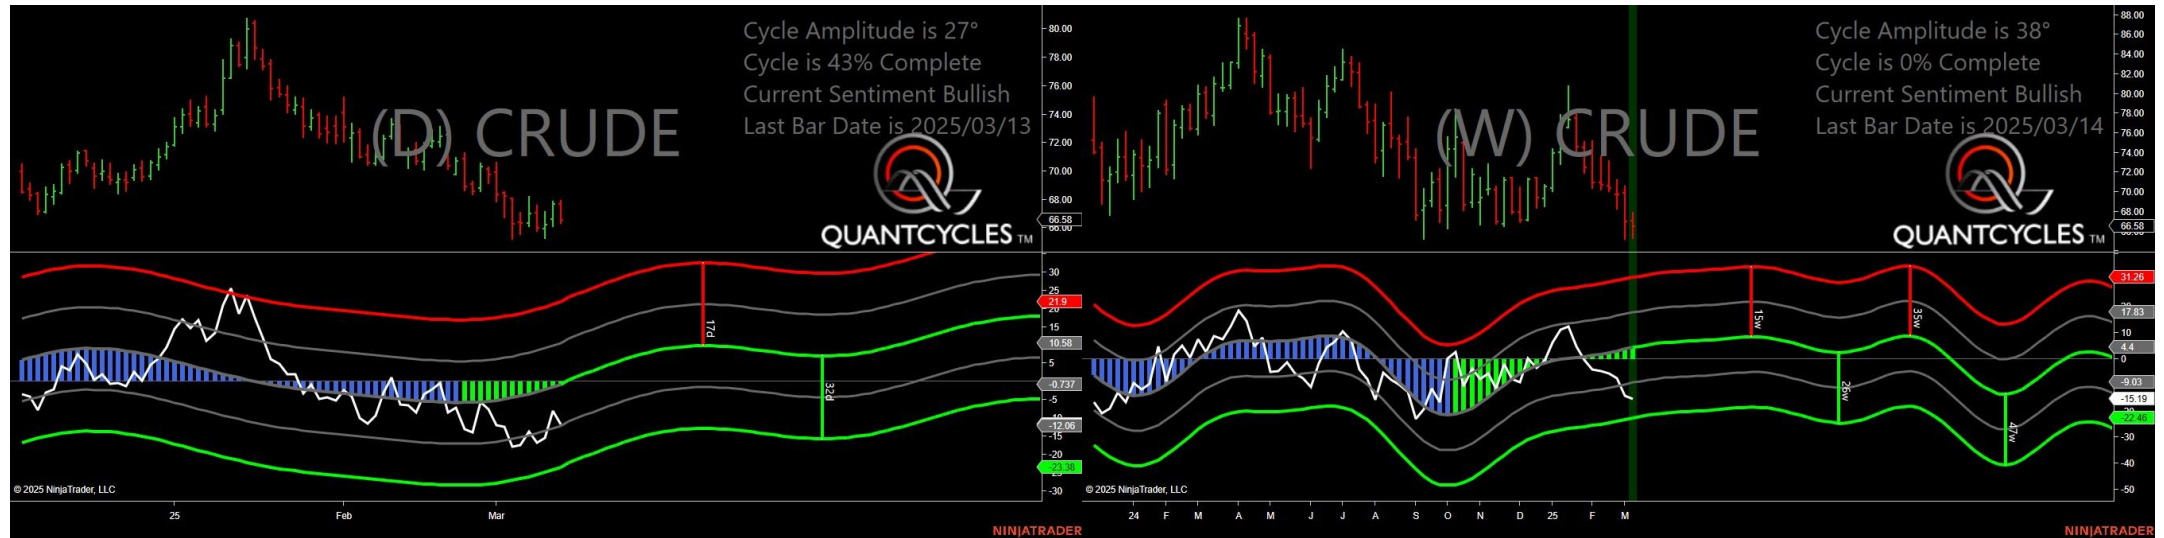 Cycle Amplitude is 27°
Cycle is 43% Complete
Current Sentiment Bullish
Last Bar Date is 2025/03/13
(D) CRUDE
QUANTCYCLES TM
80.00
78.00
76.00
74.00
72.00
70.00
68.00
66.58
66.00
30
25
21.9
20
15
10.58
5
-0.737
-5
-12.06
-15
-20
-23.38
-30
17d
32d
© 2025 NinjaTrader, LLC
25 Feb Mar
NINJATRADER
Cycle Amplitude is 38°
Cycle is 0% Complete
Current Sentiment Bullish
Last Bar Date is 2025/03/14
(W) CRUDE
QUANTCYCLES TM
88.00
86.00
84.00
82.00
80.00
78.00
76.00
74.00
72.00
70.00
68.00
66.58
31.26
17.83
10
4.4
0
-9.03
-15.19
-22.46
-30
-40
-50
15w
26w
35w
47w
© 2025 NinjaTrader, LLC
24 F M A M J J A S O N D 25 F M
NINJATRADER